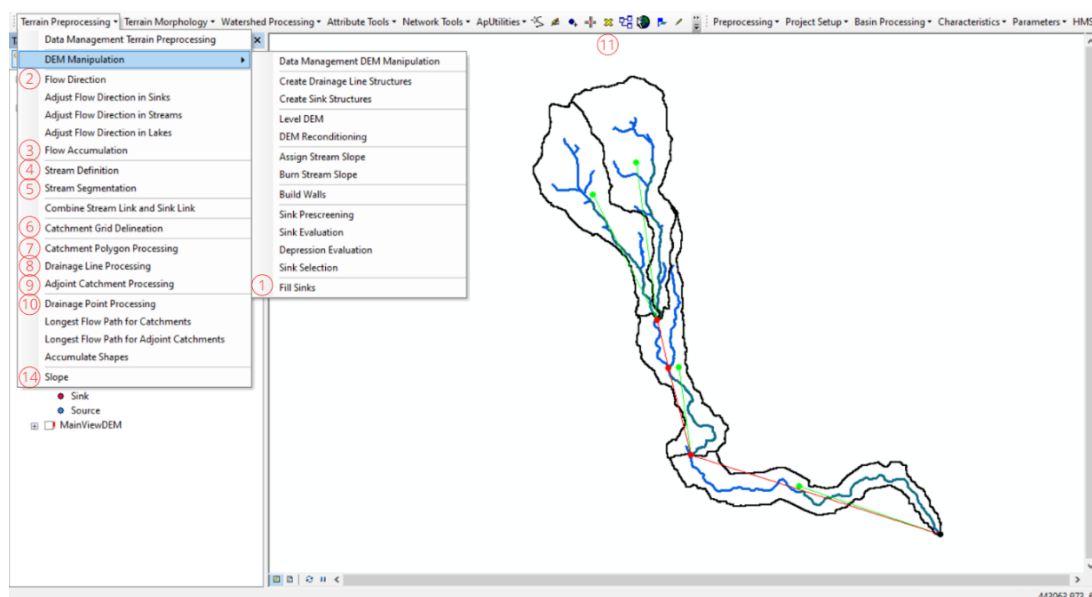 Terrain Preprocessing Terrain Morphology Watershed Processing Attribute Tools Network Tools ApUtilities Preprocessing Project Setup Basin Processing Characteristics Parameters HMS
11
Data Management Terrain Preprocessing
DEM Manipulation
2 Flow Direction
Adjust Flow Direction in Sinks
Adjust Flow Direction in Streams
Adjust Flow Direction in Lakes
3 Flow Accumulation
4 Stream Definition
5 Stream Segmentation
Combine Stream Link and Sink Link
6 Catchment Grid Delineation
7 Catchment Polygon Processing
8 Drainage Line Processing
9 Adjoint Catchment Processing
10 Drainage Point Processing
Longest Flow Path for Catchments
Longest Flow Path for Adjoint Catchments
Accumulate Shapes
14 Slope
Data Management DEM Manipulation
Create Drainage Line Structures
Create Sink Structures
Level DEM
DEM Reconditioning
Assign Stream Slope
Burn Stream Slope
Build Walls
Sink Prescreening
Sink Evaluation
Depression Evaluation
Sink Selection
1 Fill Sinks
Sink
Source
MainViewDEM